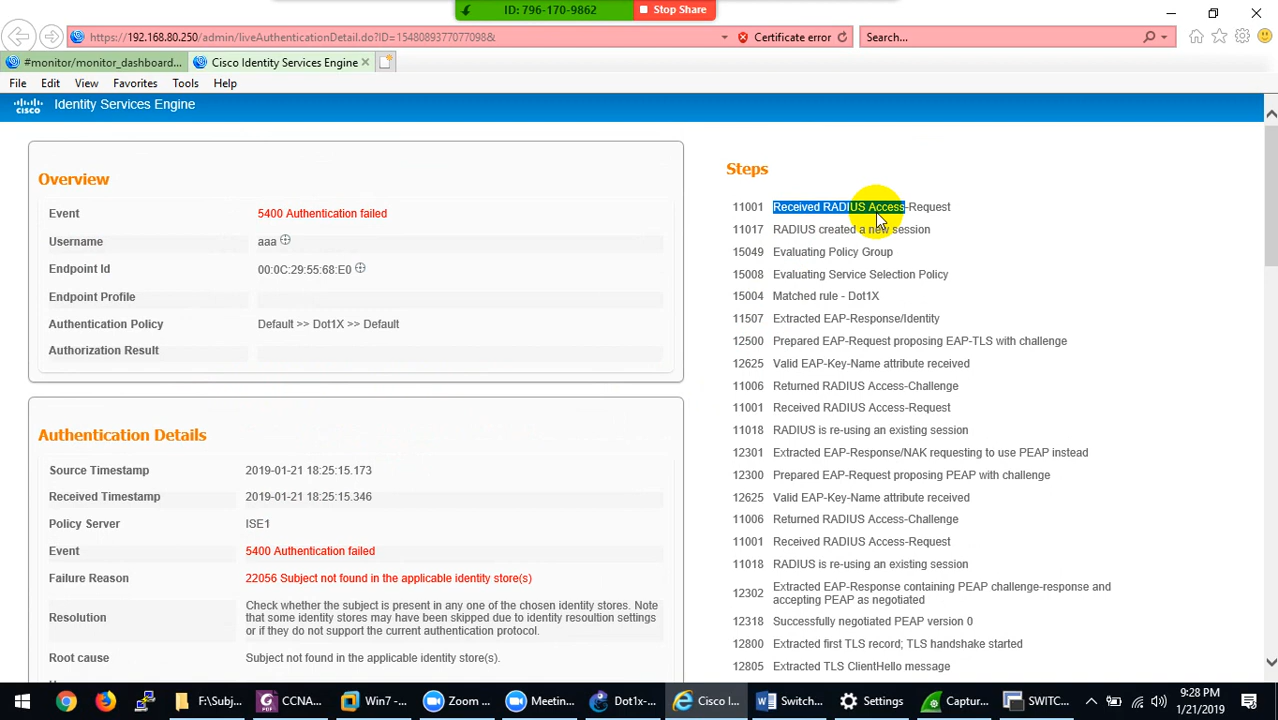 ID: 796-170-9862
Stop Share
https://192.168.80.250/admin/liveAuthenticationDetail.do?ID=1548089377077098&
Certificate error
Search...
#monitor/monitor_dashboard...
Cisco Identity Services Engine
File Edit View Favorites Tools Help
CISCO Identity Services Engine
Overview
Event 5400 Authentication failed
Username aaa
Endpoint Id 00:0C:29:55:68:E0
Endpoint Profile
Authentication Policy Default >> Dot1X >> Default
Authorization Result
Authentication Details
Source Timestamp 2019-01-21 18:25:15.173
Received Timestamp 2019-01-21 18:25:15.346
Policy Server ISE1
Event 5400 Authentication failed
Failure Reason 22056 Subject not found in the applicable identity store(s)
Resolution Check whether the subject is present in any one of the chosen identity stores. Note
that some identity stores may have been skipped due to identity resoultion settings
or if they do not support the current authentication protocol.
Root cause Subject not found in the applicable identity store(s).
Steps
11001 Received RADIUS Access-Request
11017 RADIUS created a new session
15049 Evaluating Policy Group
15008 Evaluating Service Selection Policy
15004 Matched rule - Dot1X
11507 Extracted EAP-Response/Identity
12500 Prepared EAP-Request proposing EAP-TLS with challenge
12625 Valid EAP-Key-Name attribute received
11006 Returned RADIUS Access-Challenge
11001 Received RADIUS Access-Request
11018 RADIUS is re-using an existing session
12301 Extracted EAP-Response/NAK requesting to use PEAP instead
12300 Prepared EAP-Request proposing PEAP with challenge
12625 Valid EAP-Key-Name attribute received
11006 Returned RADIUS Access-Challenge
11001 Received RADIUS Access-Request
11018 RADIUS is re-using an existing session
12302 Extracted EAP-Response containing PEAP challenge-response and
accepting PEAP as negotiated
12318 Successfully negotiated PEAP version 0
12800 Extracted first TLS record; TLS handshake started
12805 Extracted TLS ClientHello message
F:\Subj...
CCNA...
Win7 -...
Zoom ...
Meetin...
Dot1x-...
Cisco I...
Switch...
Settings
Captur...
SWITC...
9:28 PM
1/21/2019